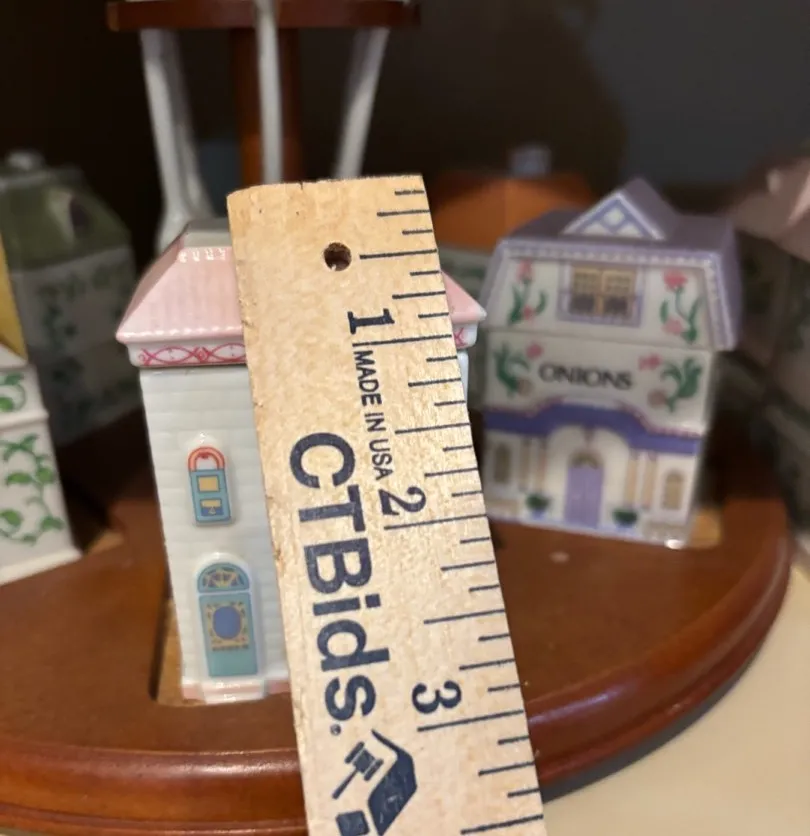 1
MADE IN USA
2
CTBids.
3
ONIONS